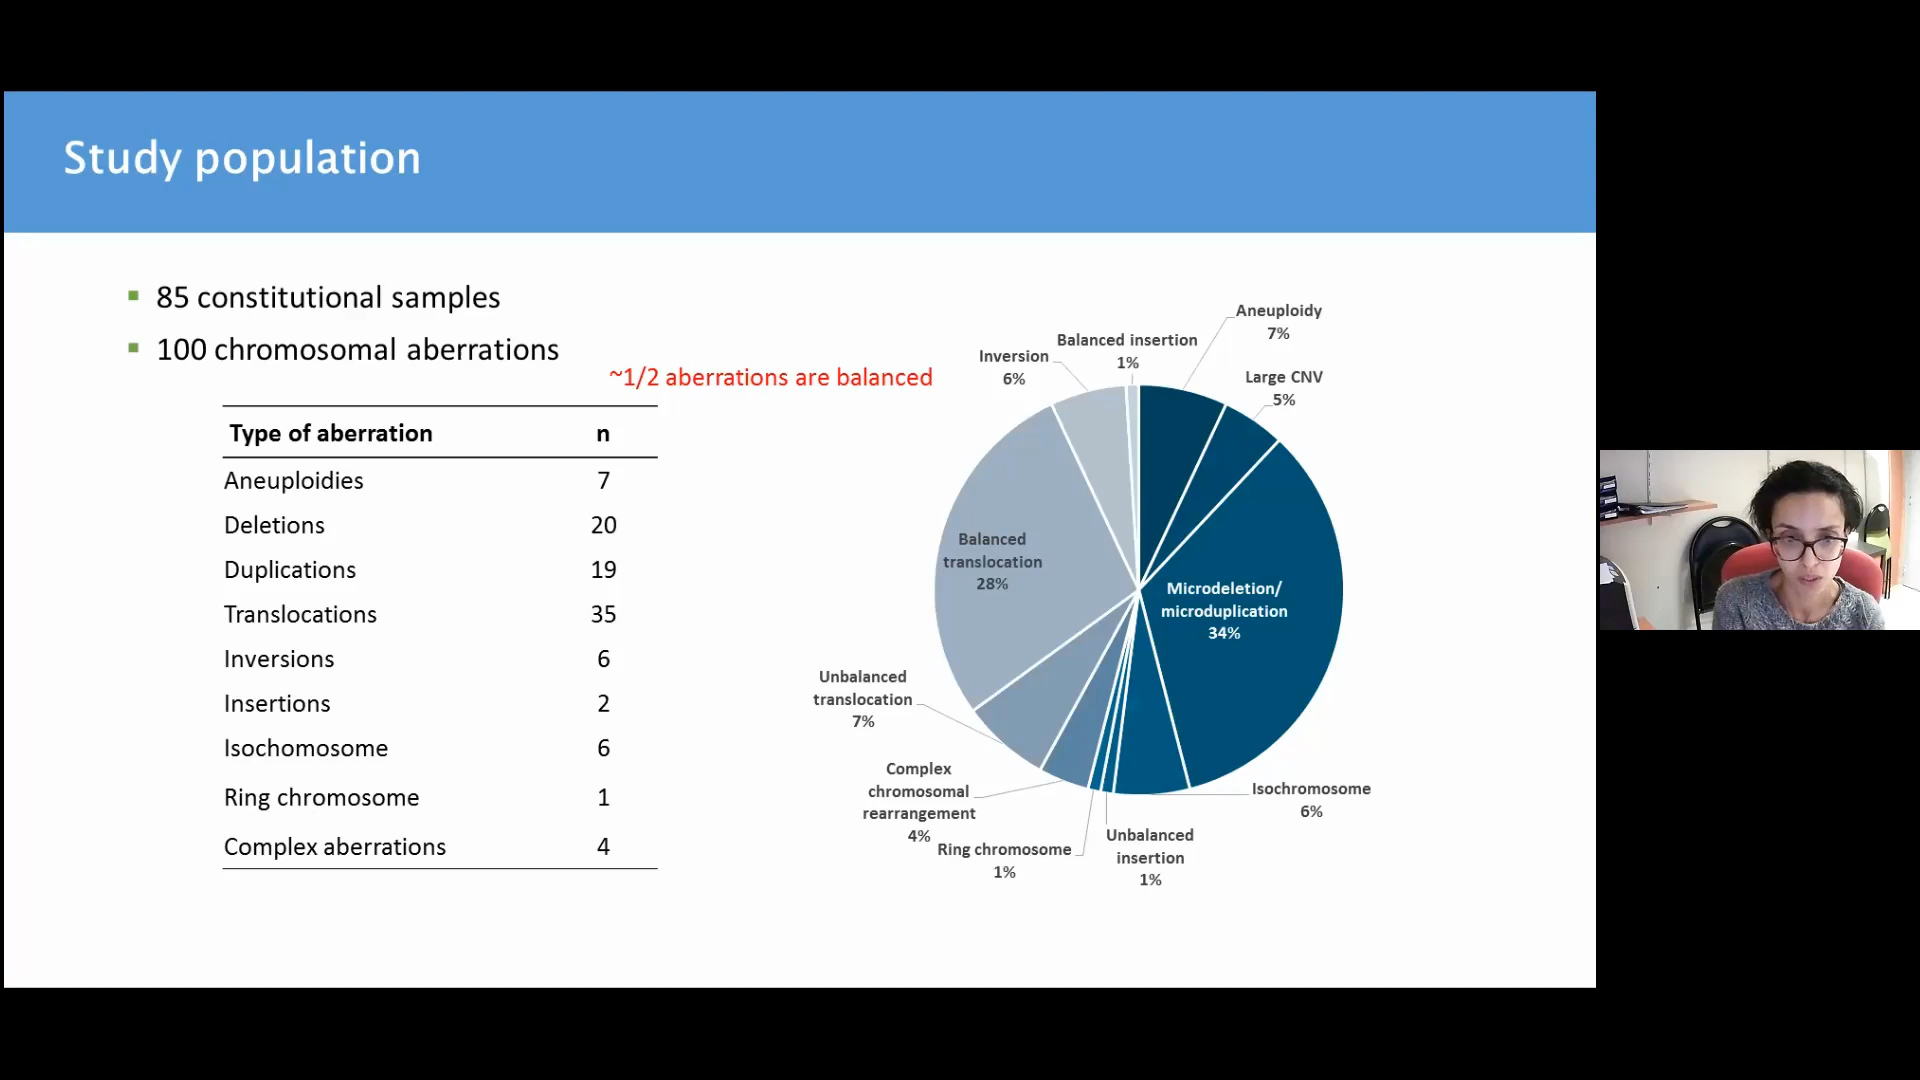 Study population
85 constitutional samples
100 chromosomal aberrations
~1/2 aberrations are balanced
Type of aberration n
Aneuploidies 7
Deletions 20
Duplications 19
Translocations 35
Inversions 6
Insertions 2
Isochomosome 6
Ring chromosome 1
Complex aberrations 4
Aneuploidy
7%
Large CNV
5%
Microdeletion/
microduplication
34%
Isochromosome
6%
Unbalanced
insertion
1%
Ring chromosome
1%
Complex
chromosomal
rearrangement
4%
Unbalanced
translocation
7%
Balanced
translocation
28%
Inversion
6%
Balanced insertion
1%